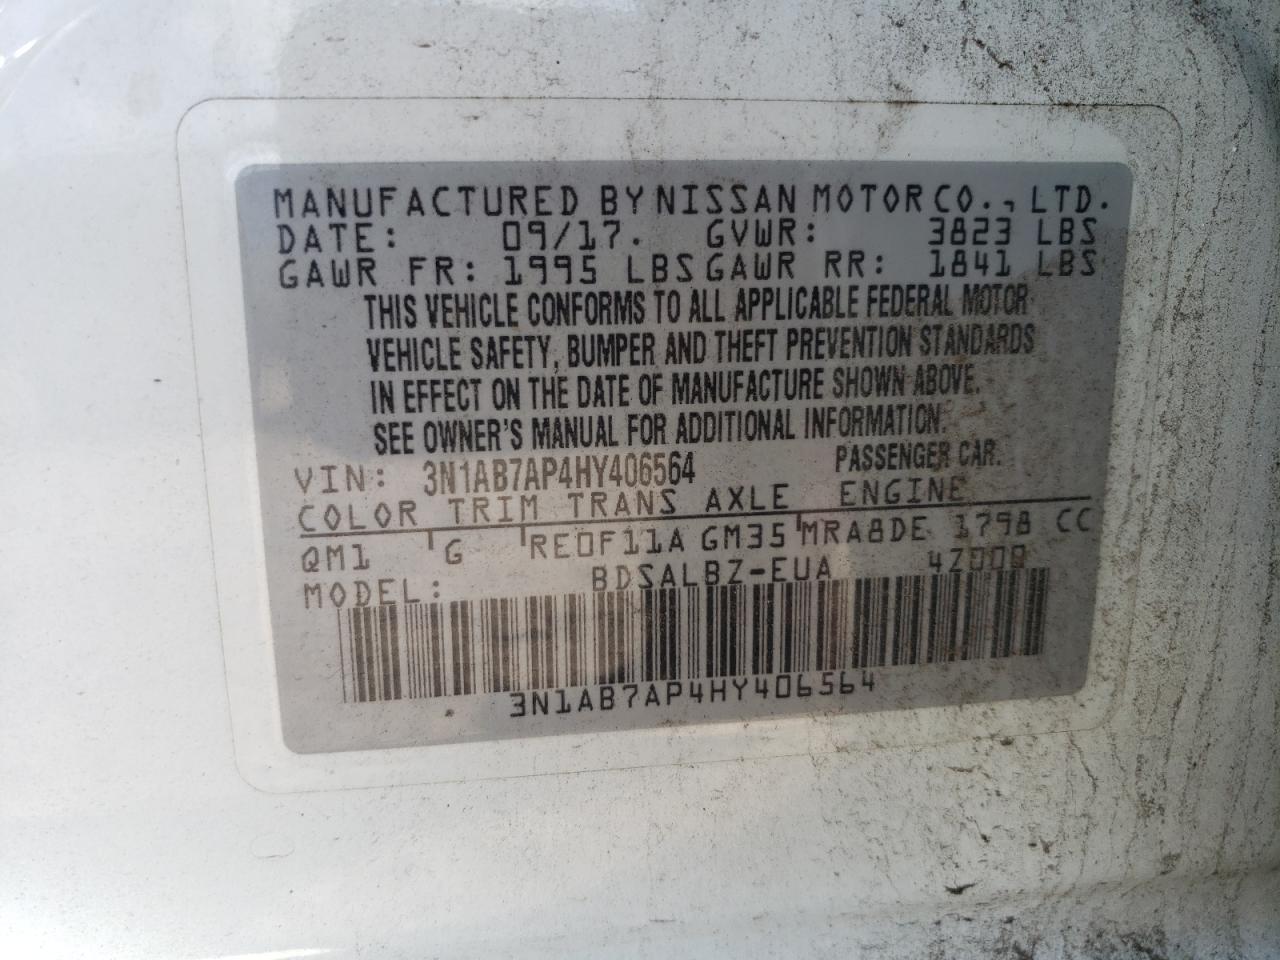 MANUFACTURED BY NISSAN MOTOR CO., LTD.
DATE: 09/17. GVWR: 3823 LBS
GAWR FR: 1995 LBS GAWR RR: 1841 LBS
THIS VEHICLE CONFORMS TO ALL APPLICABLE FEDERAL MOTOR
VEHICLE SAFETY, BUMPER AND THEFT PREVENTION STANDARDS
IN EFFECT ON THE DATE OF MANUFACTURE SHOWN ABOVE.
SEE OWNER'S MANUAL FOR ADDITIONAL INFORMATION.
VIN: 3N1AB7AP4HY406564 PASSENGER CAR.
COLOR TRIM TRANS AXLE ENGINE
QM1 G RE0F11A GM35 MRA8DE 1798 CC
MODEL: BDSALBZ-EUA 4Z000
3N1AB7AP4HY406564